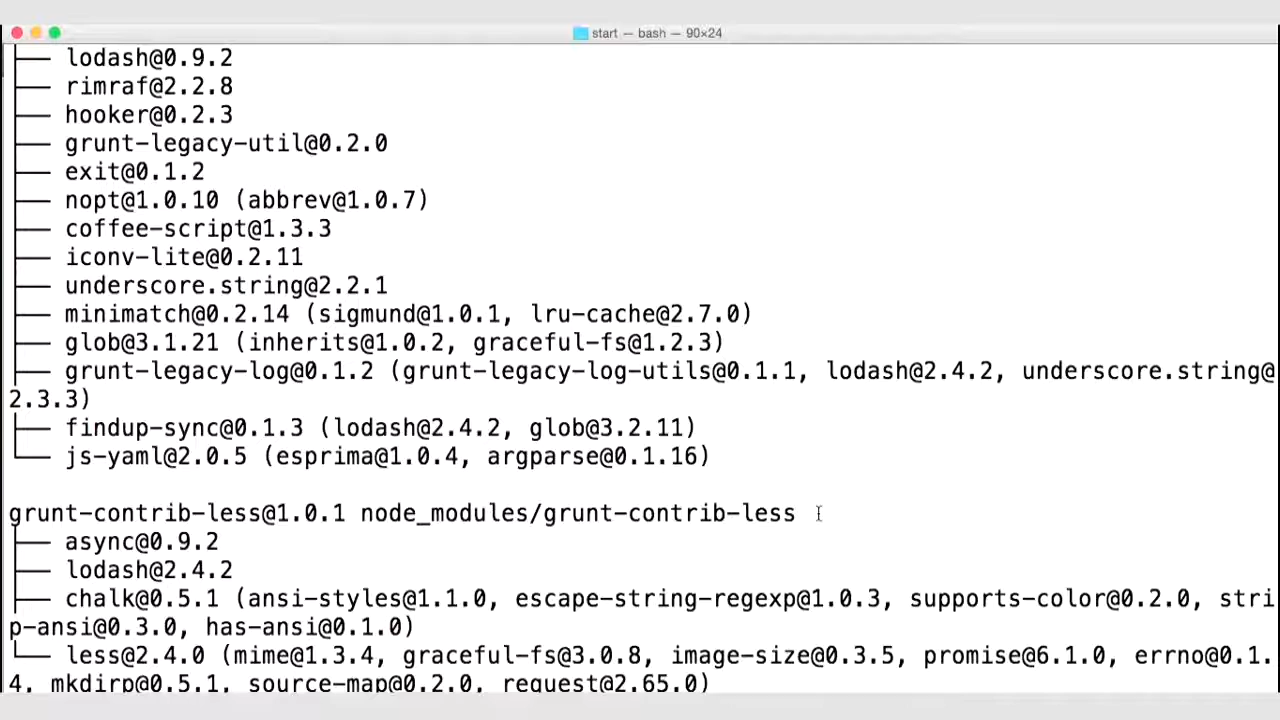 start — bash — 90×24
├── lodash@0.9.2
├── rimraf@2.2.8
├── hooker@0.2.3
├── grunt-legacy-util@0.2.0
├── exit@0.1.2
├── nopt@1.0.10 (abbrev@1.0.7)
├── coffee-script@1.3.3
├── iconv-lite@0.2.11
├── underscore.string@2.2.1
├── minimatch@0.2.14 (sigmund@1.0.1, lru-cache@2.7.0)
├── glob@3.1.21 (inherits@1.0.2, graceful-fs@1.2.3)
├── grunt-legacy-log@0.1.2 (grunt-legacy-log-utils@0.1.1, lodash@2.4.2, underscore.string@
2.3.3)
├── findup-sync@0.1.3 (lodash@2.4.2, glob@3.2.11)
└── js-yaml@2.0.5 (esprima@1.0.4, argparse@0.1.16)
grunt-contrib-less@1.0.1 node_modules/grunt-contrib-less
├── async@0.9.2
├── lodash@2.4.2
├── chalk@0.5.1 (ansi-styles@1.1.0, escape-string-regexp@1.0.3, supports-color@0.2.0, stri
p-ansi@0.3.0, has-ansi@0.1.0)
└── less@2.4.0 (mime@1.3.4, graceful-fs@3.0.8, image-size@0.3.5, promise@6.1.0, errno@0.1.
4, mkdirp@0.5.1, source-map@0.2.0, request@2.65.0)